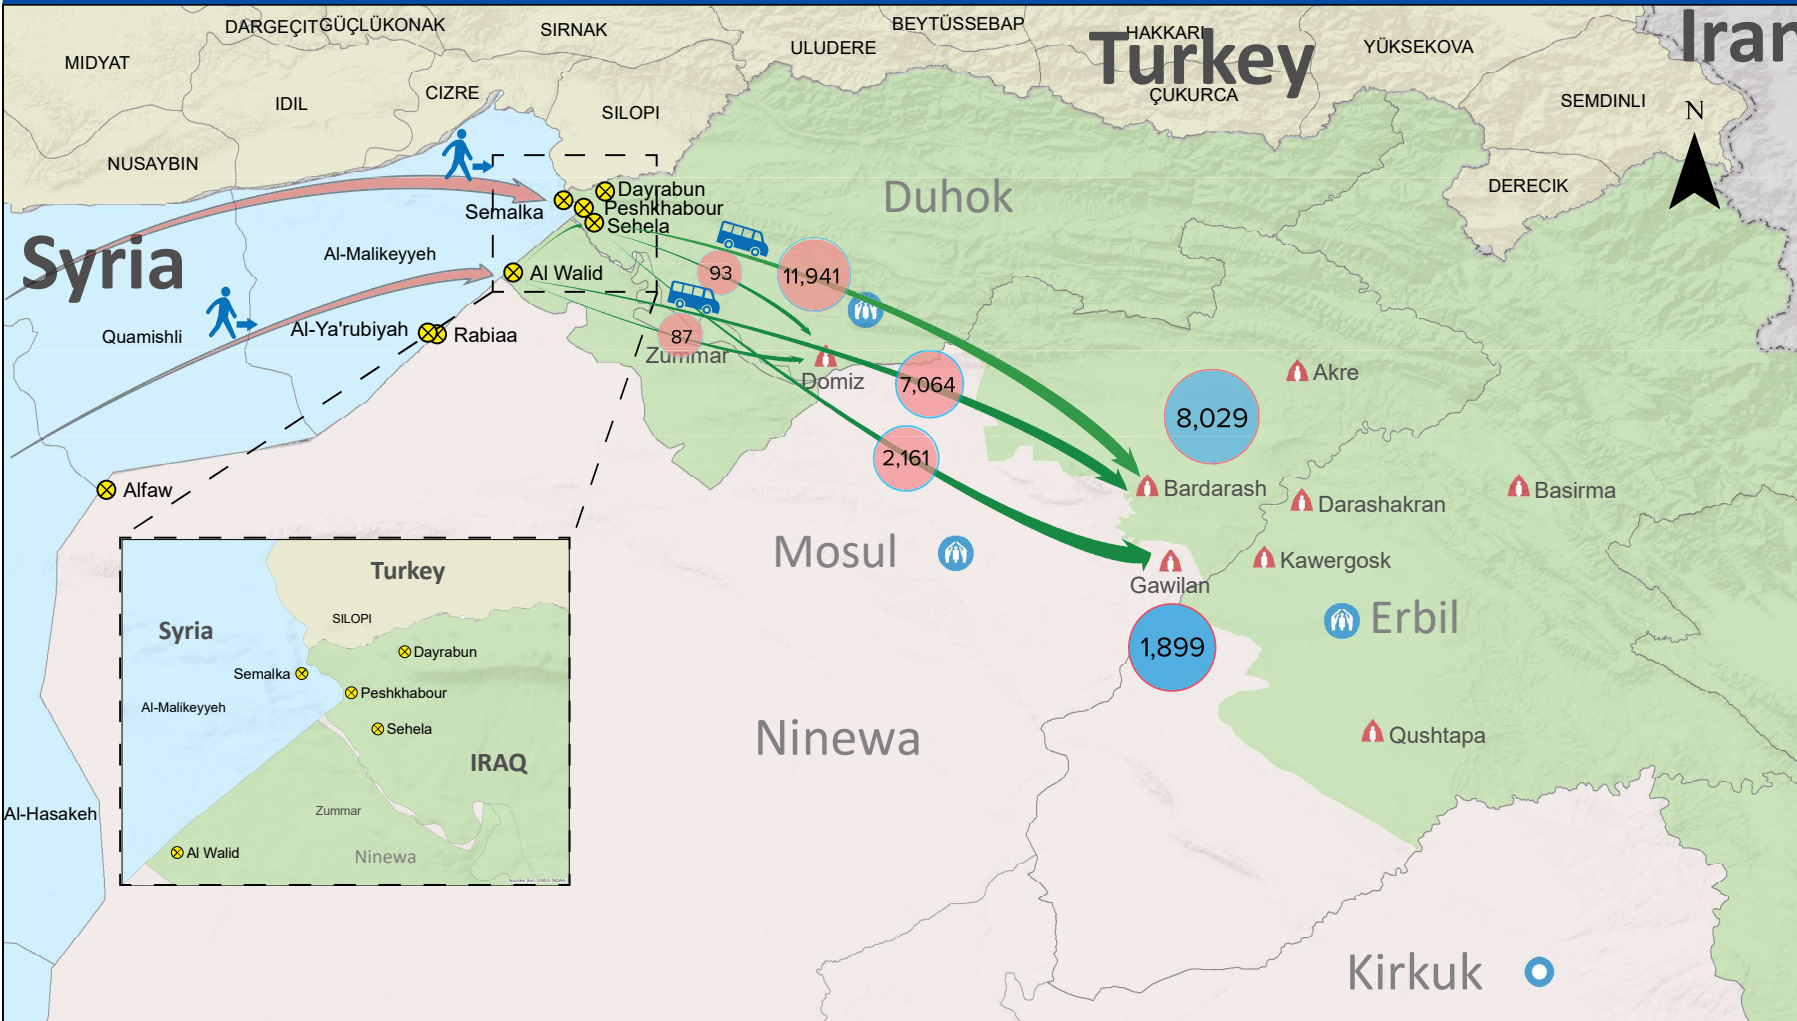 DARGEÇIT
GÜÇLÜKONAK
SIRNAK
BEYTÜSSEBAP
HAKKARI
ULUDERE
Turkey
YÜKSEKOVA
Iran
MIDYAT
CIZRE
IDIL
SILOPI
ÇUKURCA
SEMDINLI
N
NUSAYBIN
DERECIK
Dayrabun
Semalka
Peshkhabour
Sehela
Duhok
Syria
Al-Malikeyyeh
Al Walid
93
11,941
Quamishli
Al-Ya'rubiyah
Rabiaa
87
Zummar
Domiz
7,064
Akre
8,029
2,161
Alfaw
Bardarash
Darashakran
Basirma
Mosul
Gawilan
Kawergosk
Erbil
1,899
Ninewa
Qushtapa
Turkey
SILOPI
Syria
Dayrabun
Semalka
Peshkhabour
Al-Malikeyyeh
Sehela
IRAQ
Zummar
Al Walid
Ninewa
Al-Hasakeh
Kirkuk